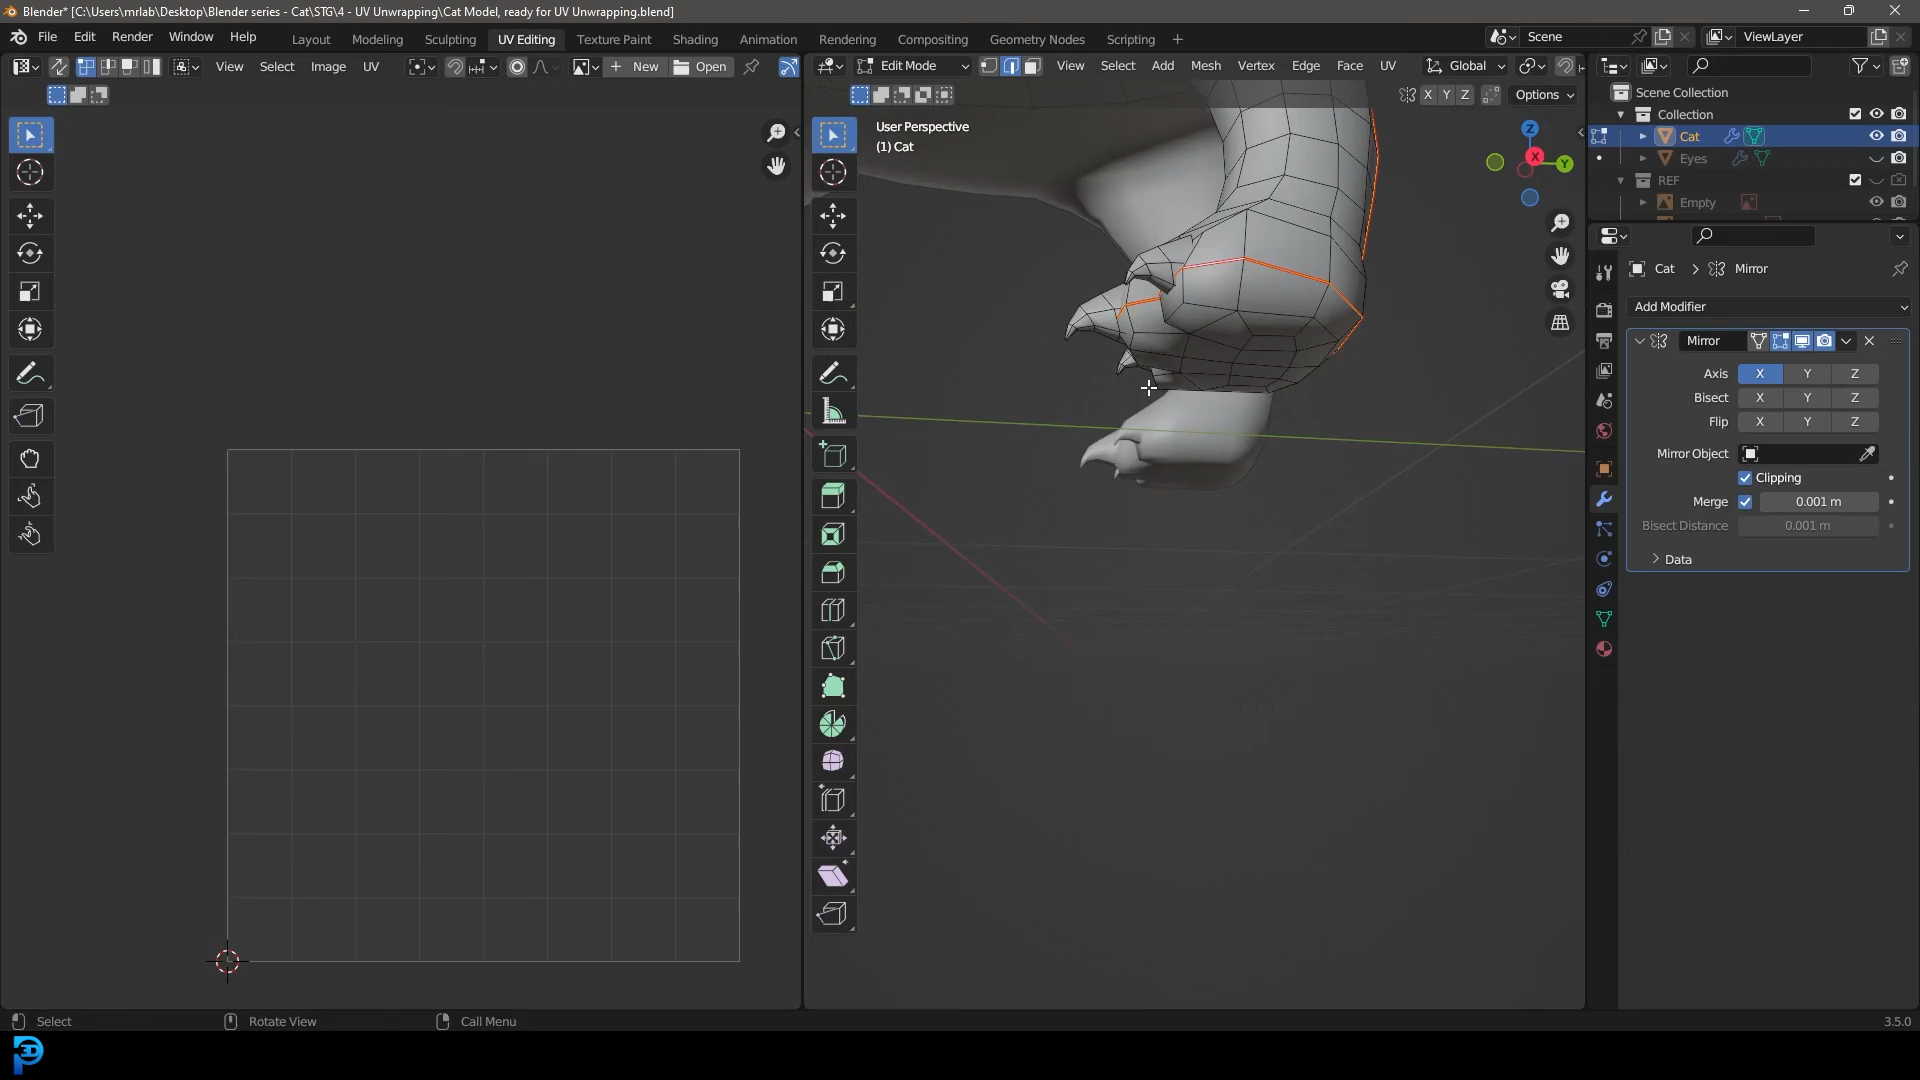 Blender* [C:\Users\mrlab\Desktop\Blender series - Cat\STG\4 - UV Unwrapping\Cat Model, ready for UV Unwrapping.blend]
File Edit Render Window Help Layout Modeling Sculpting UV Editing Texture Paint Shading Animation Rendering Compositing Geometry Nodes Scripting + Scene ViewLayer
View Select Image UV New Open Edit Mode View Select Add Mesh Vertex Edge Face UV Global
X Y Z Options
User Perspective
(1) Cat
Z
X
Y
Scene Collection
Collection
Cat
Eyes
REF
Empty
Cat > Mirror
Add Modifier
Mirror
Axis X Y Z
Bisect X Y Z
Flip X Y Z
Mirror Object
Clipping
Merge 0.001 m
Bisect Distance 0.001 m
Data
Select Rotate View Call Menu 3.5.0